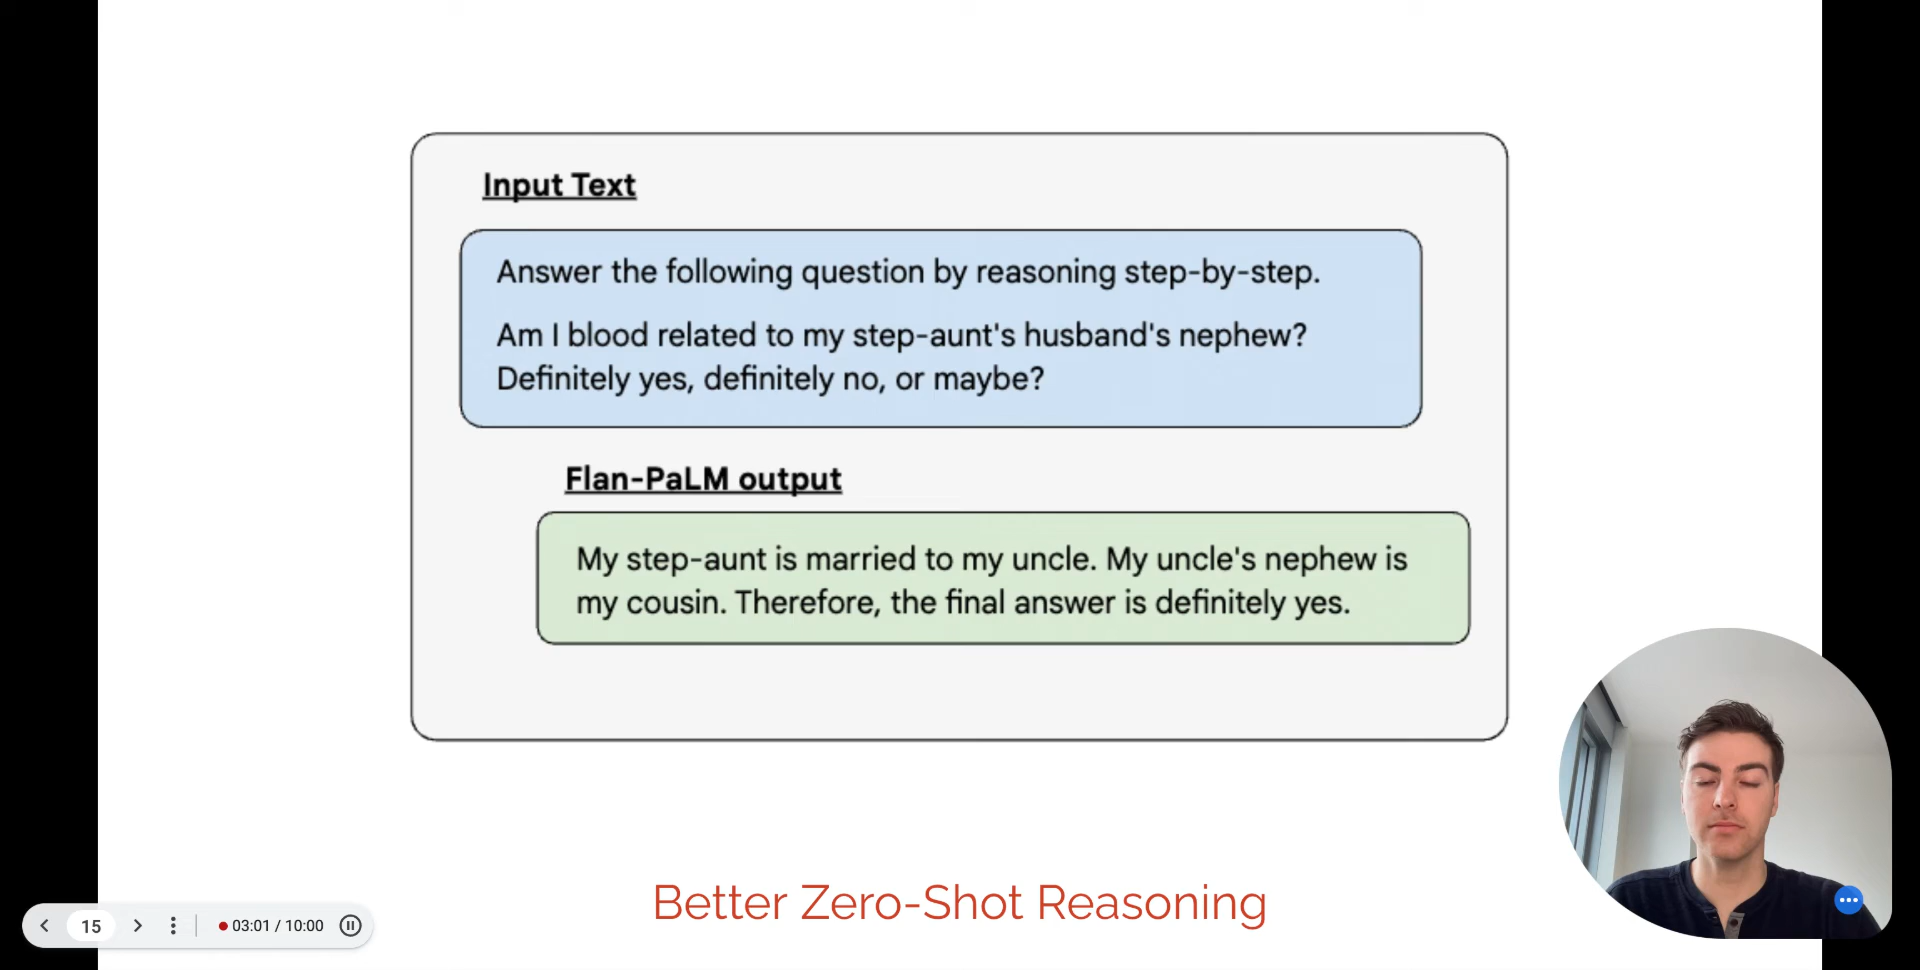 Input Text
Answer the following question by reasoning step-by-step.
Am I blood related to my step-aunt's husband's nephew?
Definitely yes, definitely no, or maybe?
Flan-PaLM output
My step-aunt is married to my uncle. My uncle's nephew is
my cousin. Therefore, the final answer is definitely yes.
Better Zero-Shot Reasoning
15
03:01 / 10:00